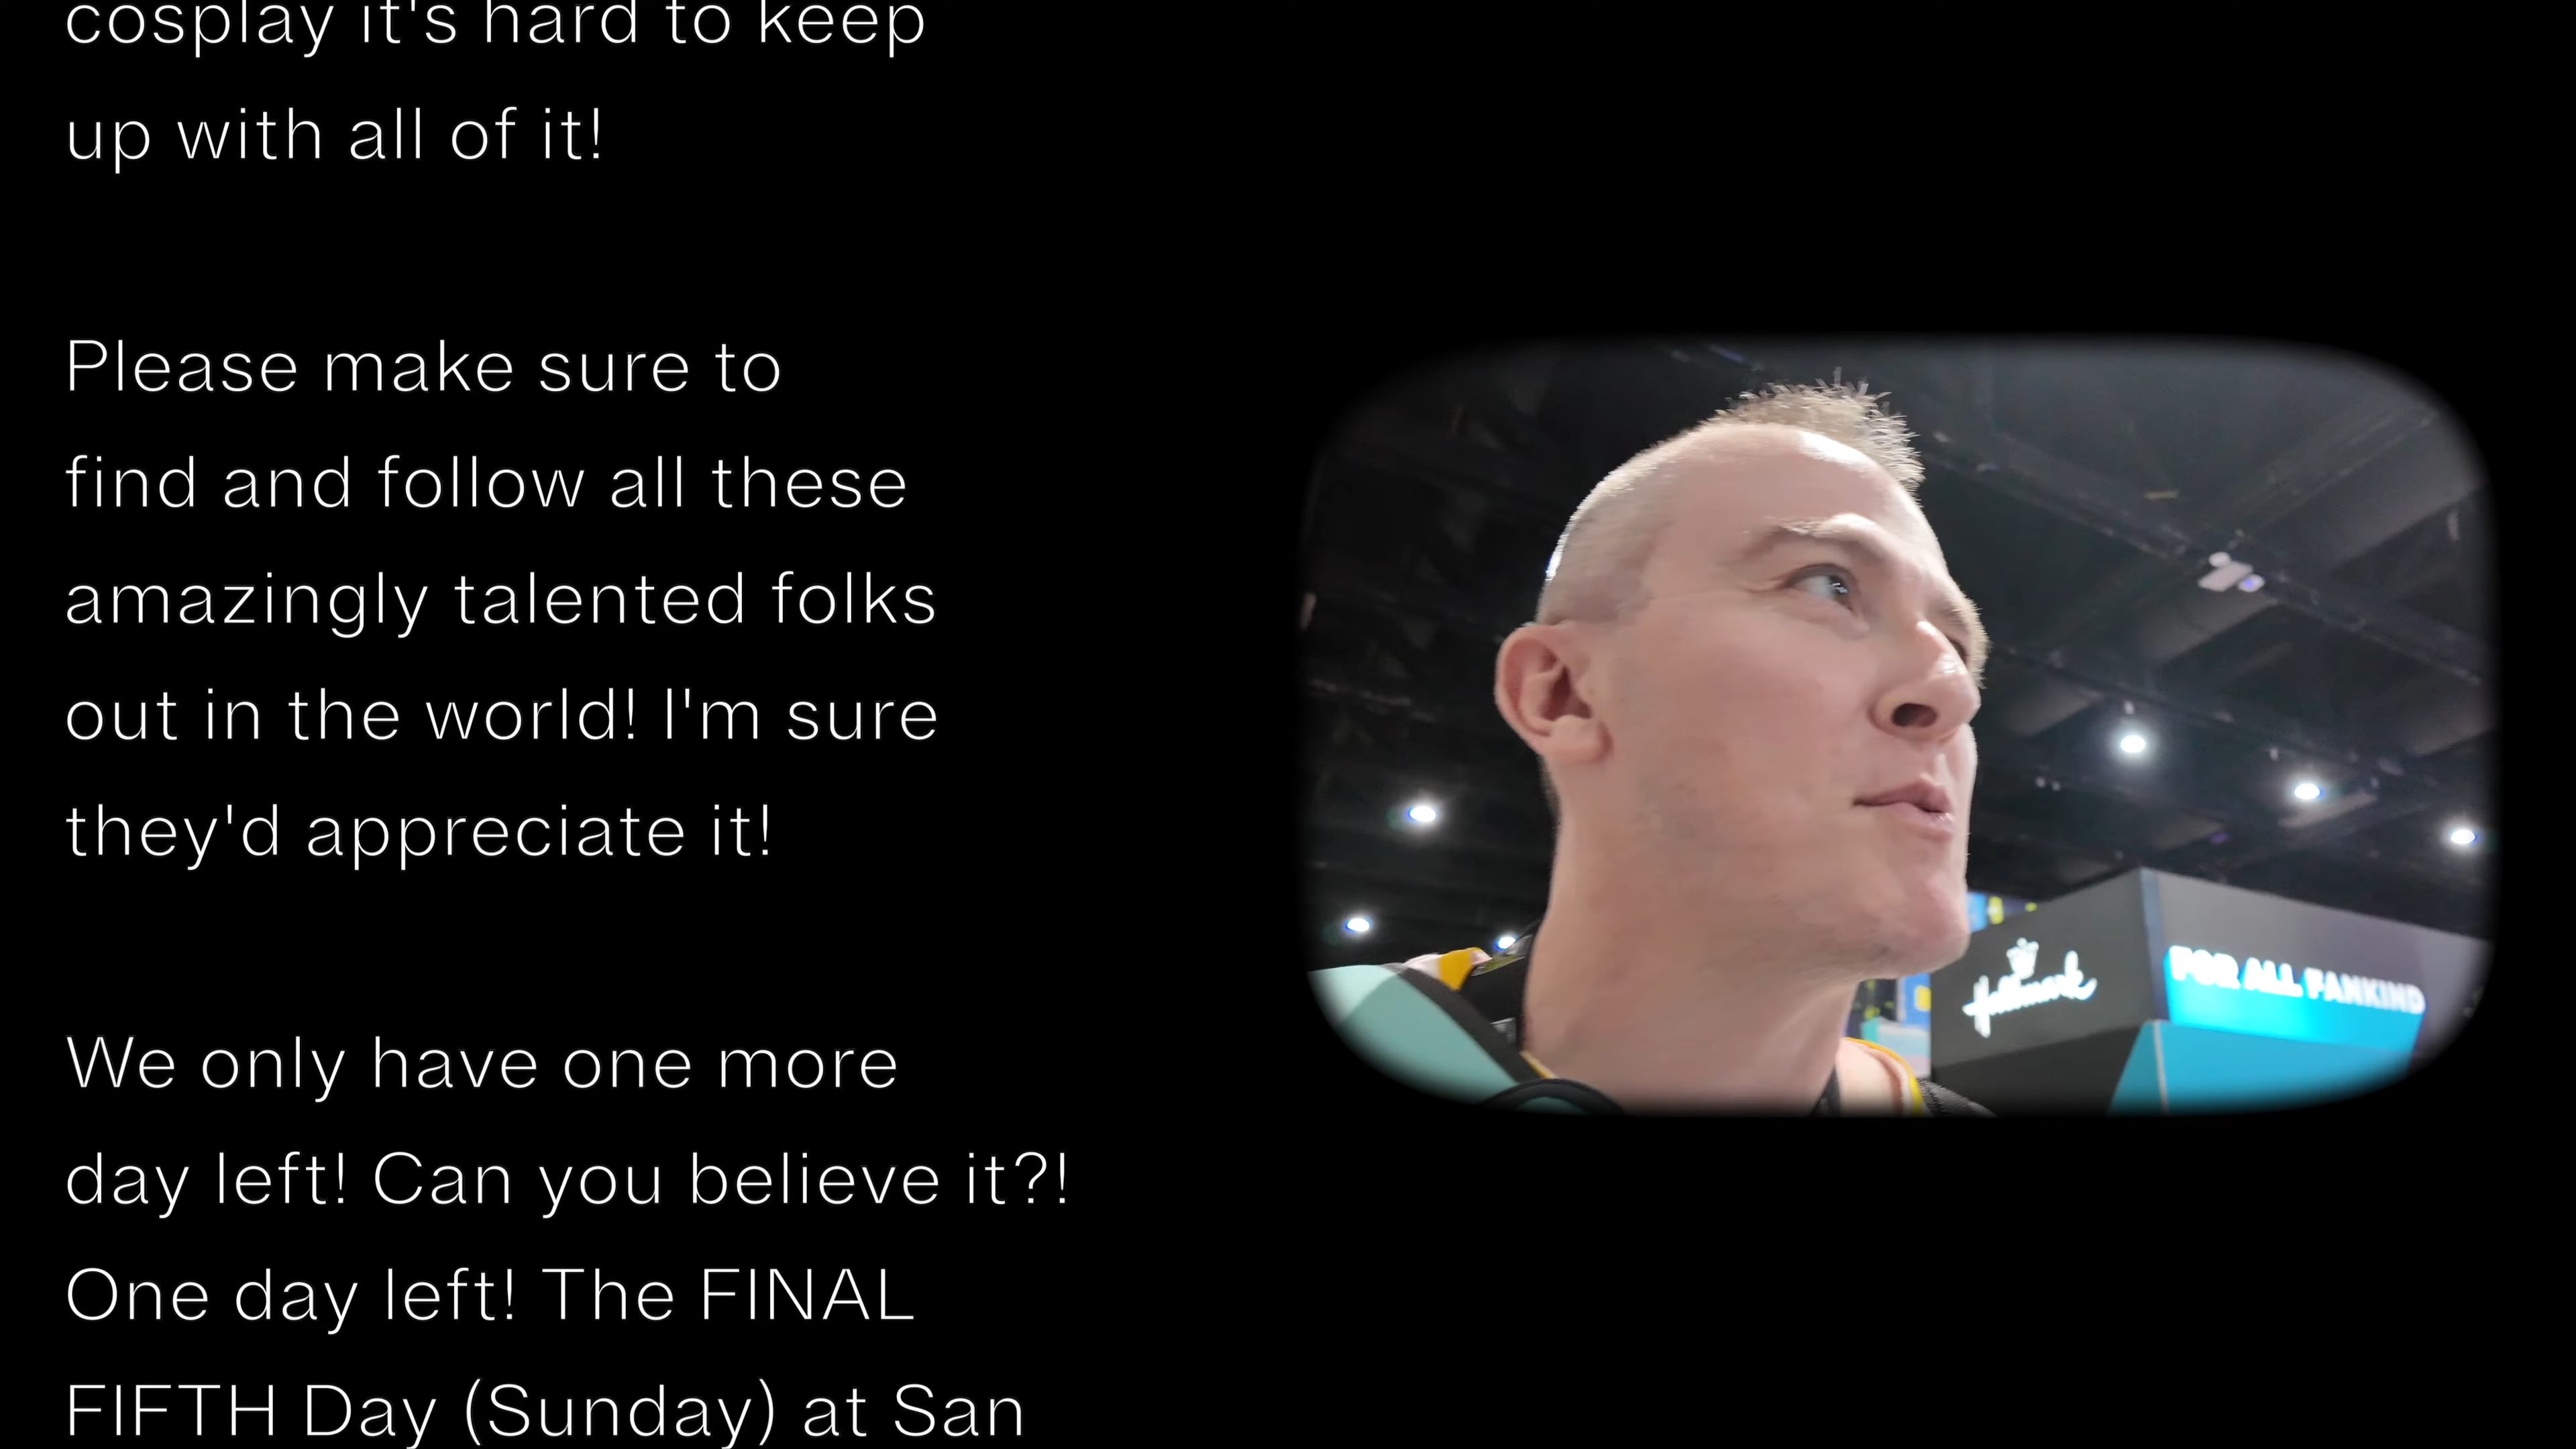 cosplay it's hard to keep
up with all of it!
Please make sure to
find and follow all these
amazingly talented folks
out in the world! I'm sure
they'd appreciate it!
We only have one more
day left! Can you believe it?!
One day left! The FINAL
FIFTH Day (Sunday) at San
Hallmark
FOR ALL FANKIND